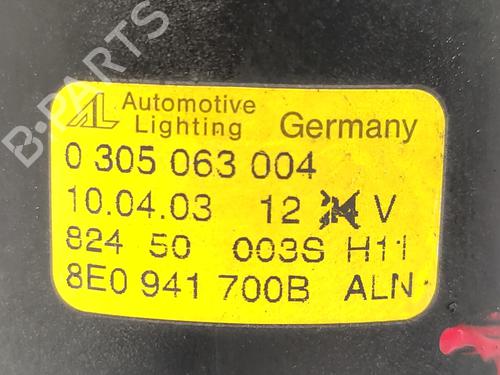 AL Automotive Lighting Germany
0 305 063 004
10.04.03 12 24 V
824 50 003S H11
8E0 941 700B ALN
B-PARTS